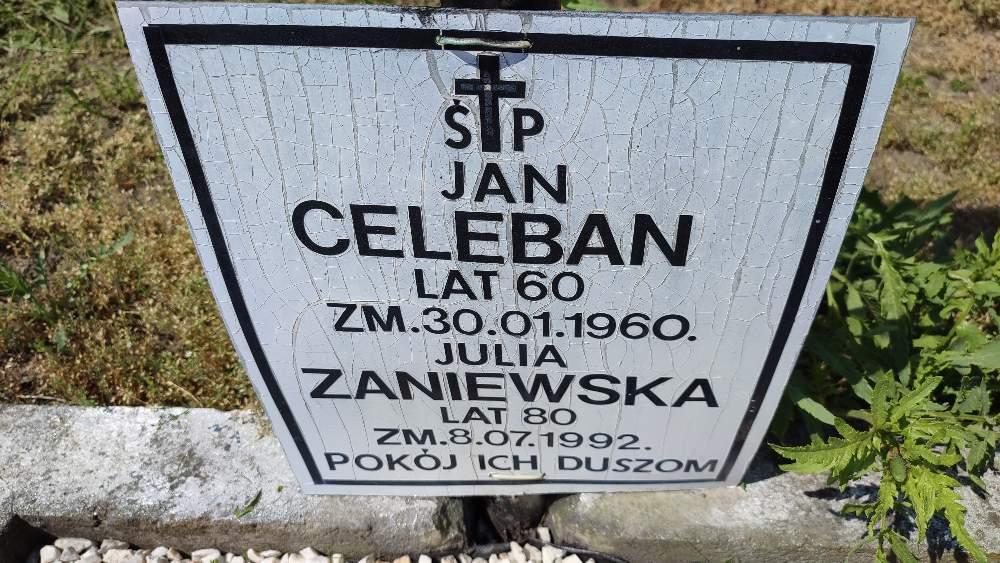 ŚP
JAN
CELEBAN
LAT 60
ZM.30.01.1960.
JULIA
ZANIEWSKA
LAT 80
ZM.8.07.1992.
POKÓJ ICH DUSZOM